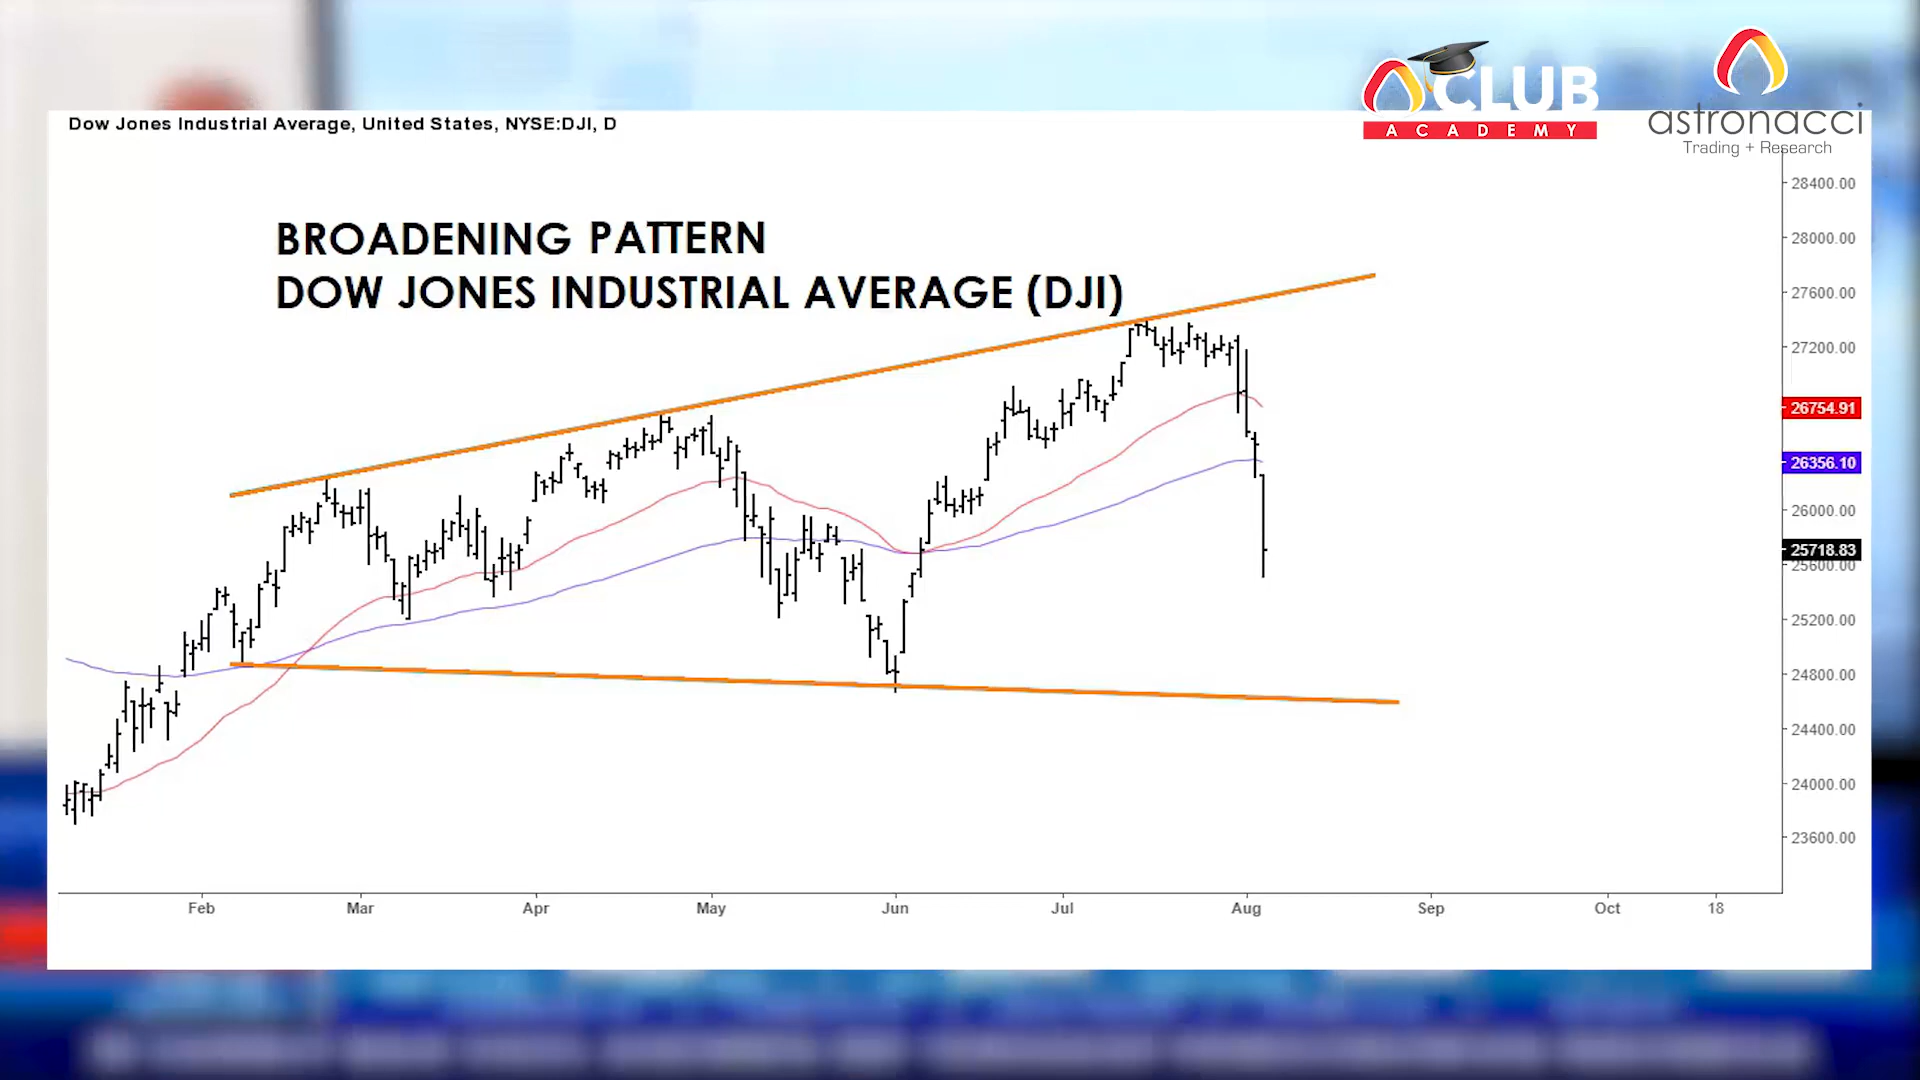 CLUB
ACADEMY
astronacci
Trading + Research
Dow Jones Industrial Average, United States, NYSE:DJI, D
BROADENING PATTERN
DOW JONES INDUSTRIAL AVERAGE (DJI)
28400.00
28000.00
27600.00
27200.00
26754.91
26356.10
26000.00
25718.83
25600.00
25200.00
24800.00
24400.00
24000.00
23600.00
Feb Mar Apr May Jun Jul Aug Sep Oct 18